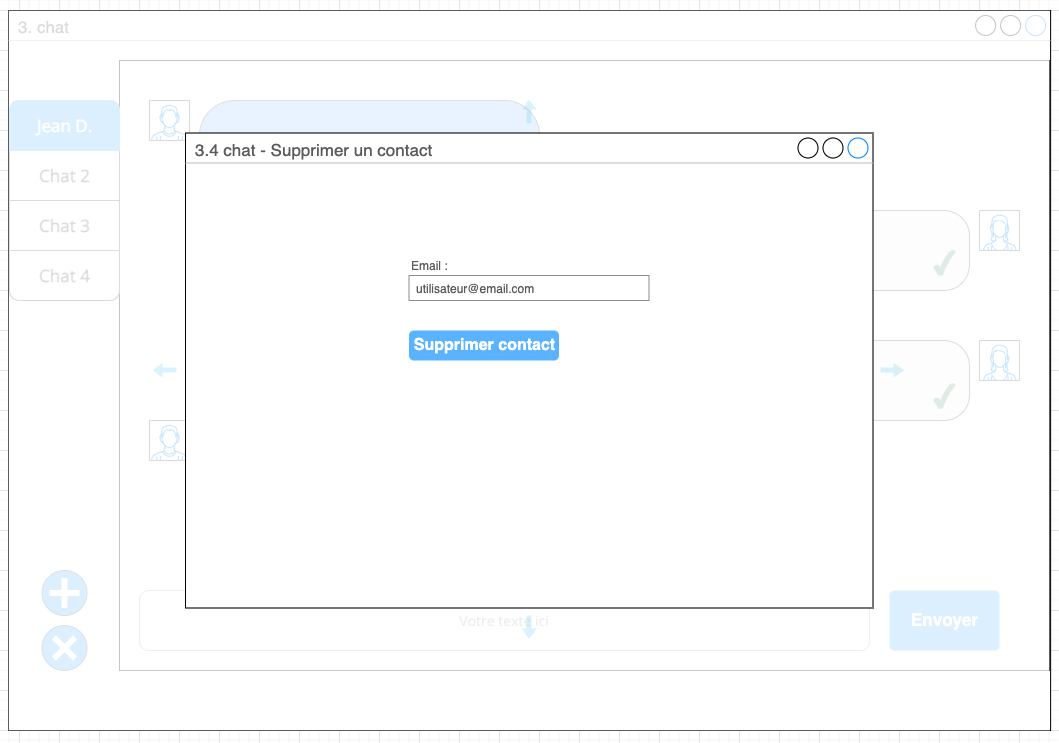 3. chat
Jean D.
Chat 2
Chat 3
Chat 4
3.4 chat - Supprimer un contact
Email :
utilisateur@email.com
Supprimer contact
Votre texte ici
Envoyer